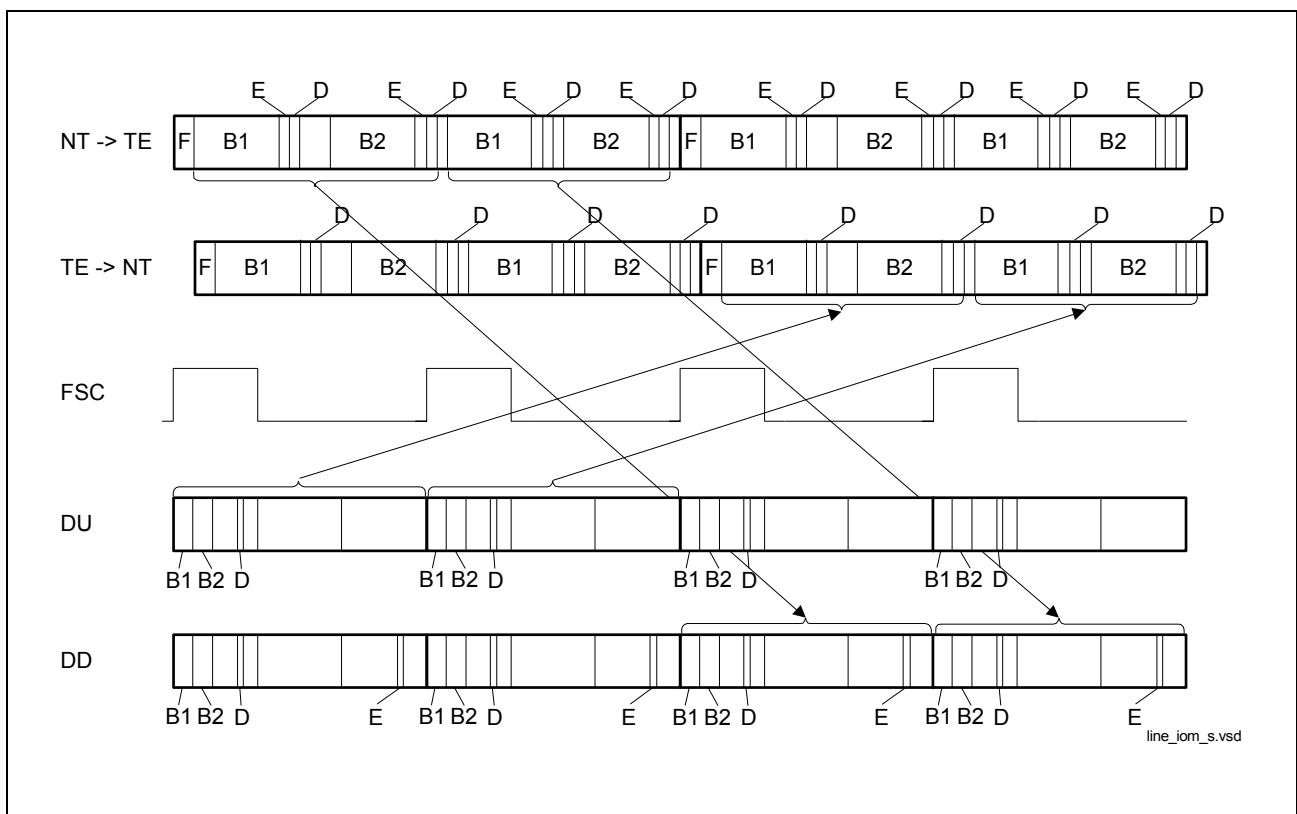 E D E D E D E D E D E D E D E D
NT -> TE F B1 B2 B1 B2 F B1 B2 B1 B2
D D D D D D D D
TE -> NT F B1 B2 B1 B2 F B1 B2 B1 B2
FSC
DU
B1 B2 D B1 B2 D B1 B2 D B1 B2 D
DD
B1 B2 D E B1 B2 D E B1 B2 D E B1 B2 D E
line_iom_s.vsd